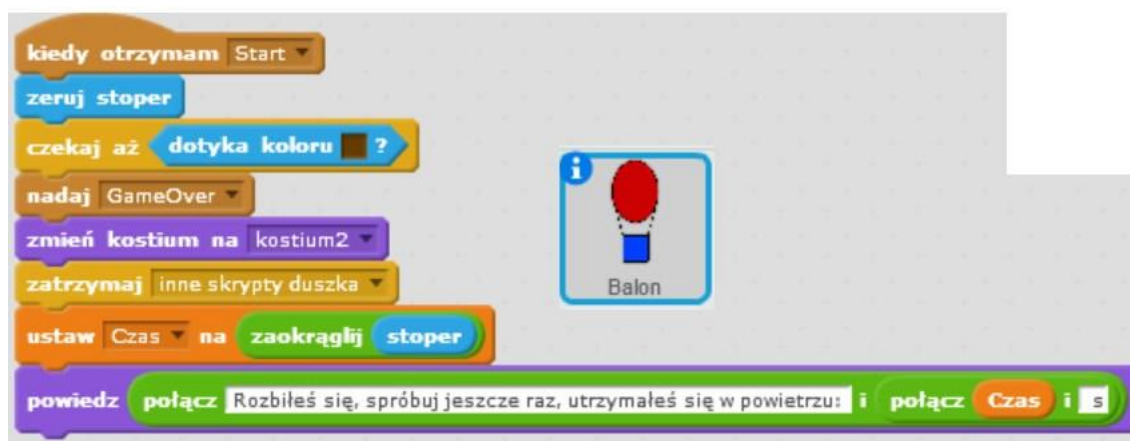 kiedy otrzymam Start
zeruj stoper
czekaj aż dotyka koloru ?
nadaj GameOver
zmień kostium na kostium2
zatrzymaj inne skrypty duszka
ustaw Czas na zaokrąglij stoper
powiedz połącz Rozbiłeś się, spróbuj jeszcze raz, utrzymałeś się w powietrzu: i połącz Czas i s
i
Balon